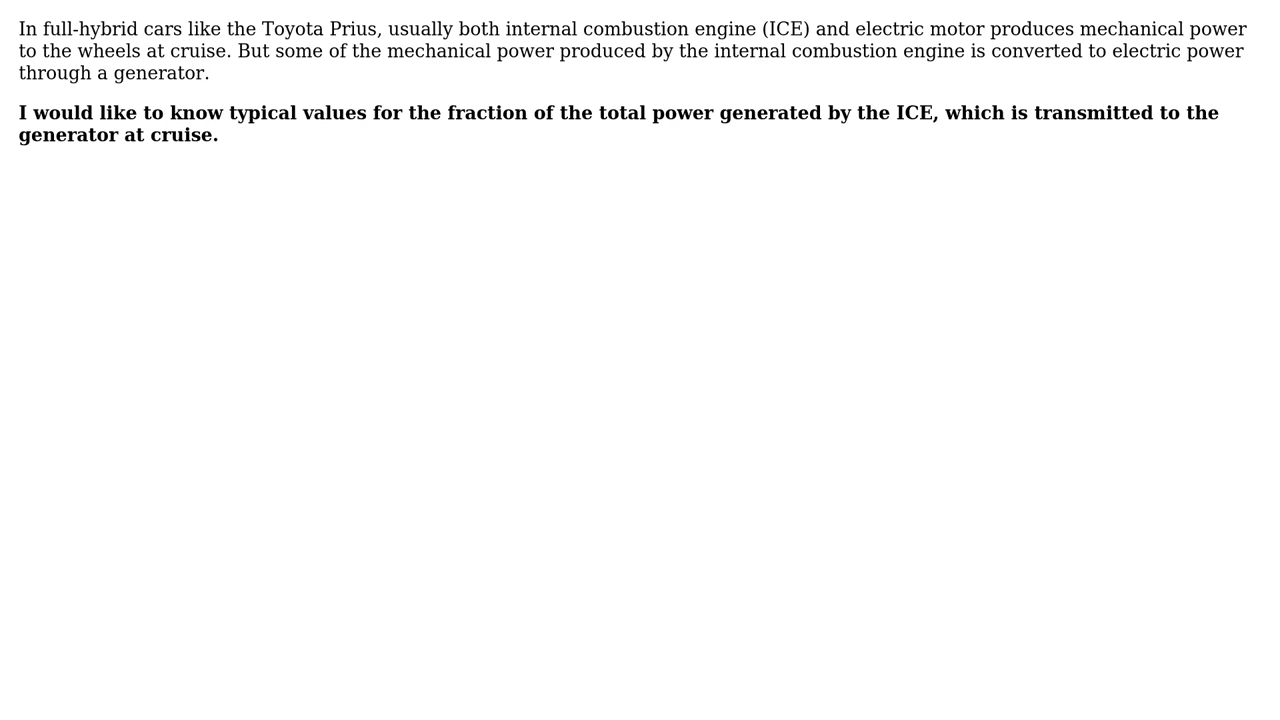 In full-hybrid cars like the Toyota Prius, usually both internal combustion engine (ICE) and electric motor produces mechanical power
to the wheels at cruise. But some of the mechanical power produced by the internal combustion engine is converted to electric power
through a generator.
I would like to know typical values for the fraction of the total power generated by the ICE, which is transmitted to the
generator at cruise.